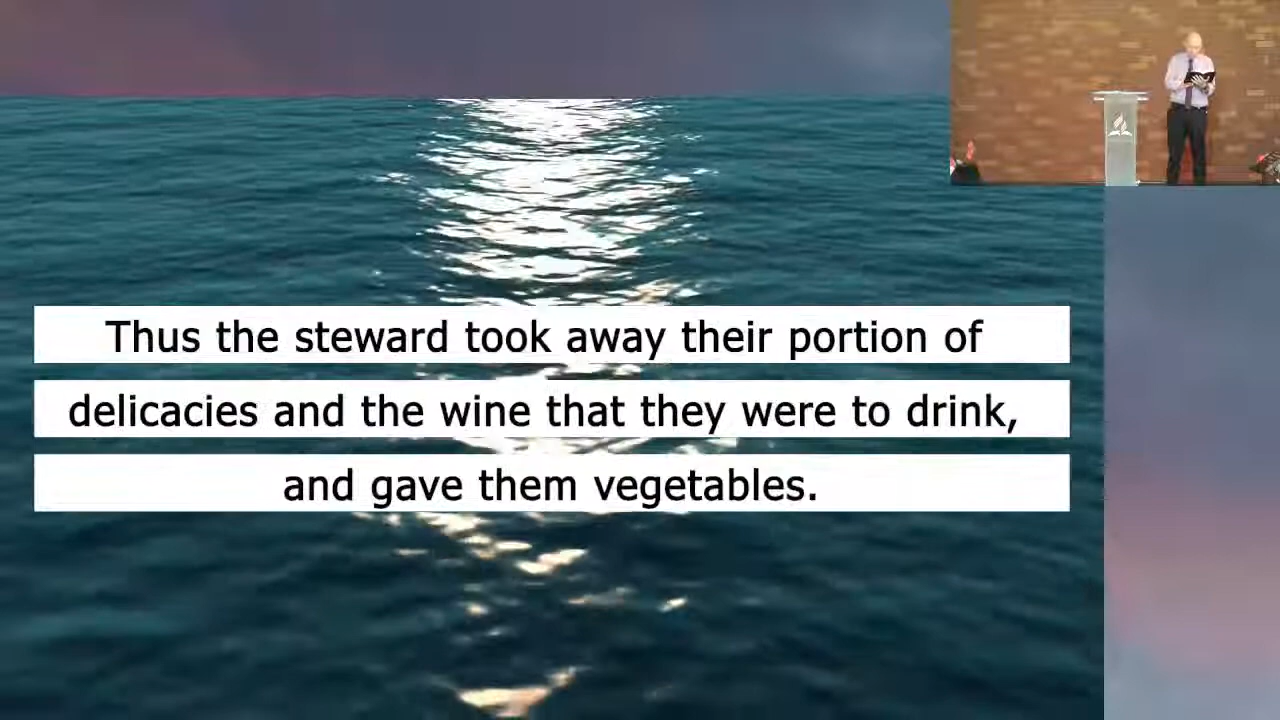 Thus the steward took away their portion of
delicacies and the wine that they were to drink,
and gave them vegetables.